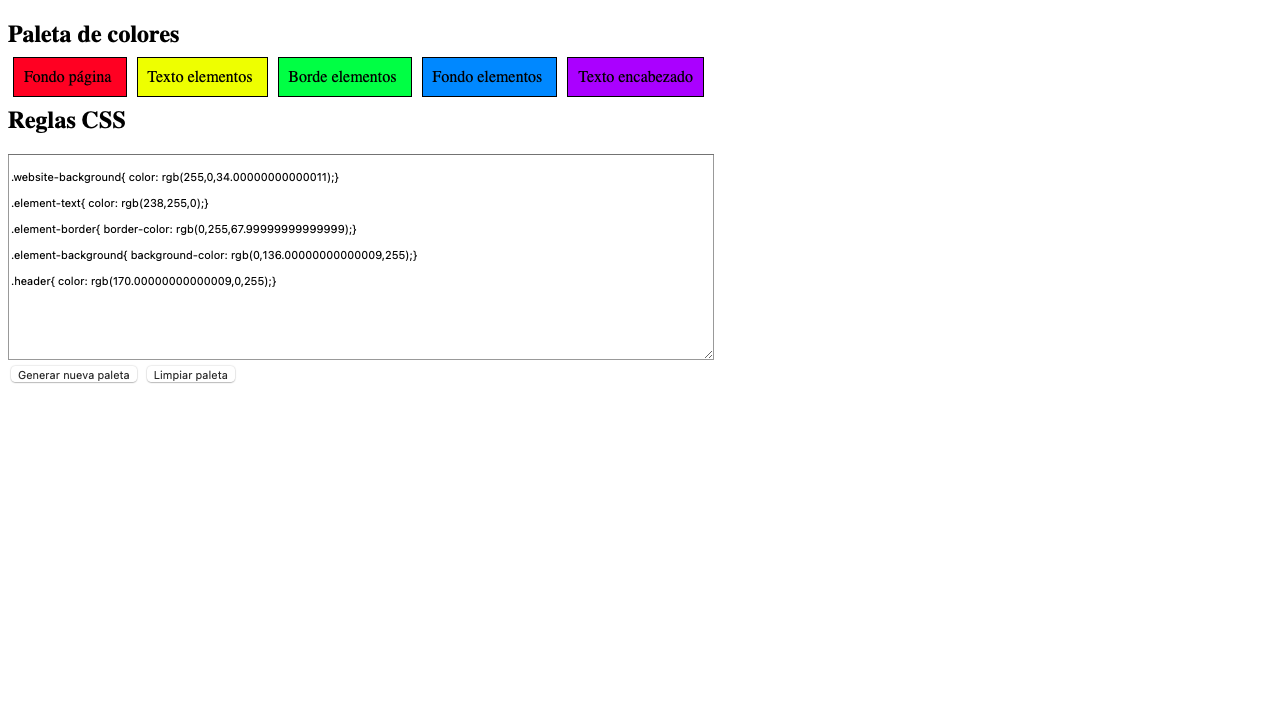 Paleta de colores
Fondo página Texto elementos Borde elementos Fondo elementos Texto encabezado
Reglas CSS
.website-background{ color: rgb(255,0,34.00000000000011);}
.element-text{ color: rgb(238,255,0);}
.element-border{ border-color: rgb(0,255,67.99999999999999);}
.element-background{ background-color: rgb(0,136.00000000000009,255);}
.header{ color: rgb(170.00000000000009,0,255);}
Generar nueva paleta Limpiar paleta